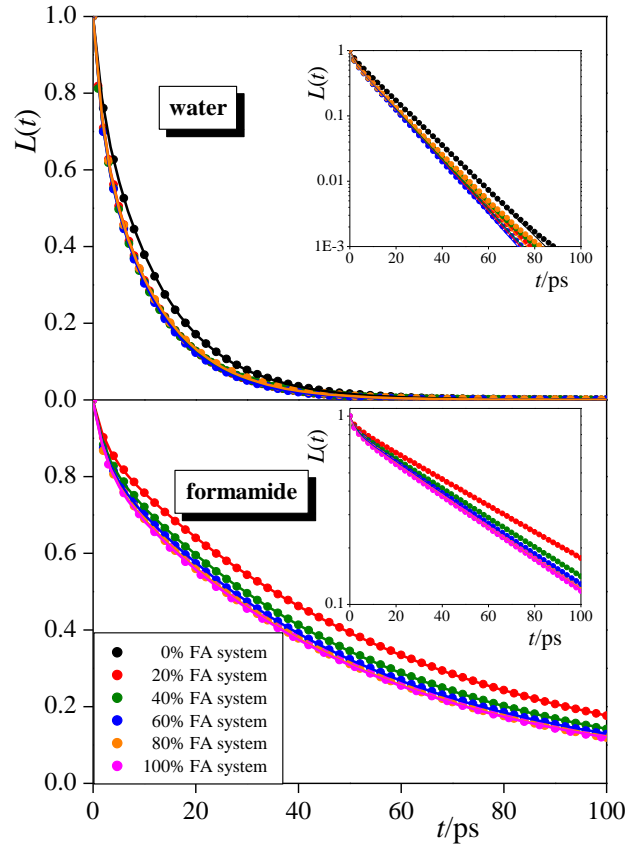 1.0
0.8
0.6
0.4
0.2
0.0
L(t)
water
1
0.1
0.01
1E-3
L(t)
0 20 40 60 80 100
t/ps
0.8
0.6
0.4
0.2
0.0
L(t)
formamide
1
0.1
L(t)
0 20 40 60 80 100
t/ps
0% FA system
20% FA system
40% FA system
60% FA system
80% FA system
100% FA system
0 20 40 60 80 100
t/ps